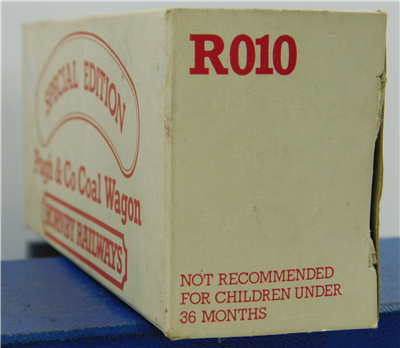 SPECIAL EDITION
Pugh & Co Coal Wagon
HORNBY RAILWAYS
R010
NOT RECOMMENDED
FOR CHILDREN UNDER
36 MONTHS